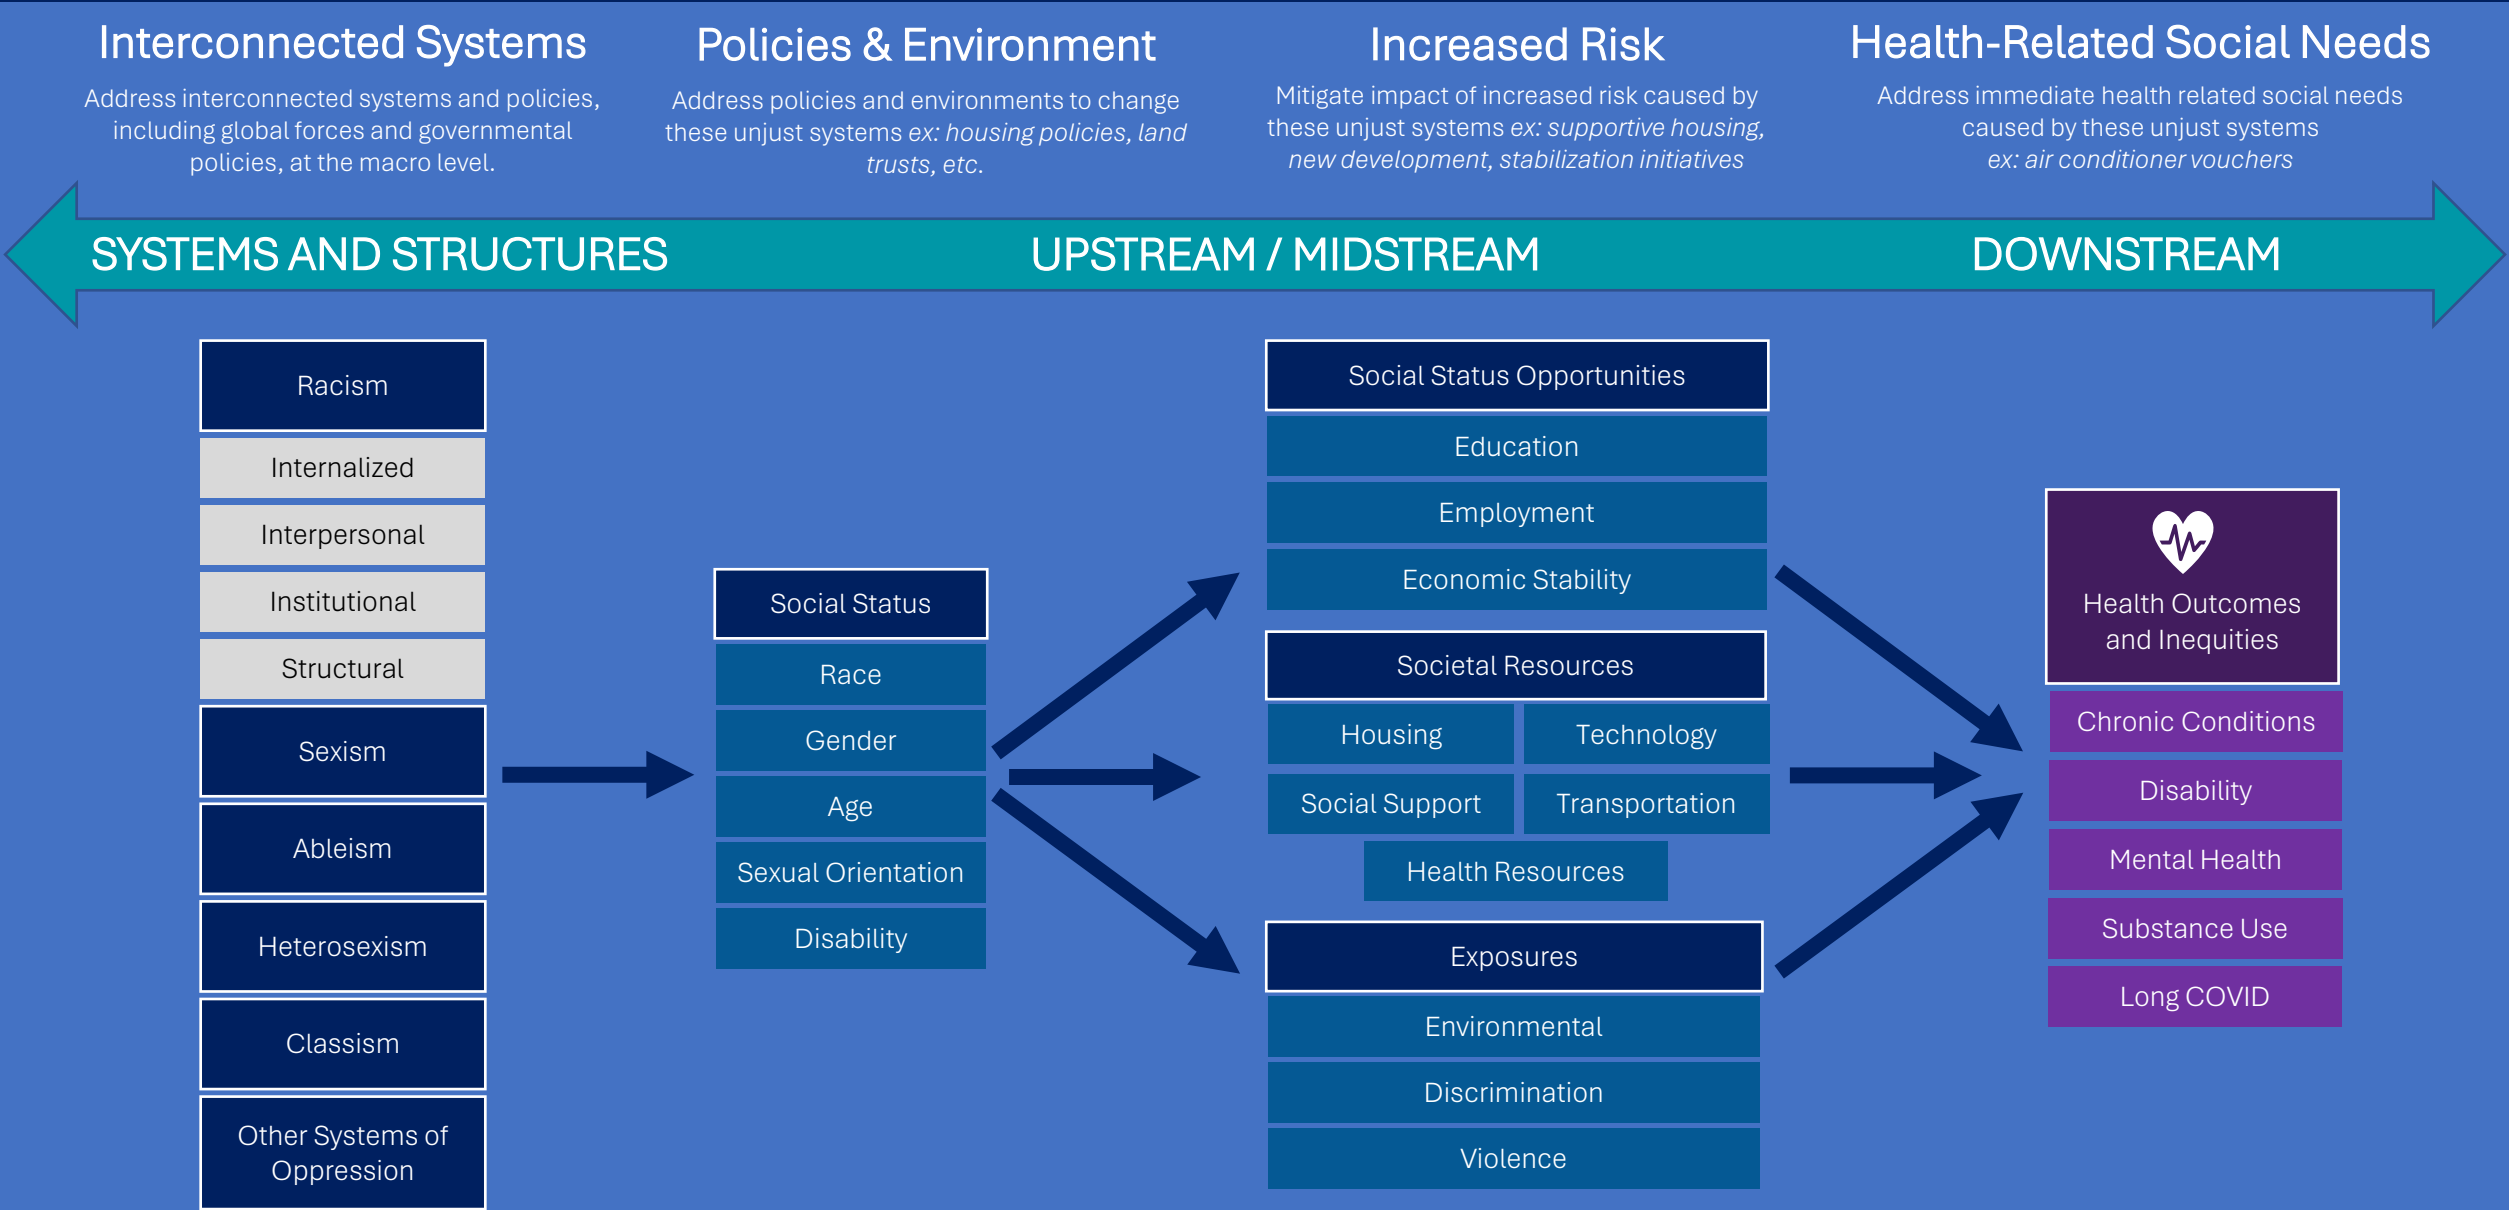 Interconnected Systems
Address interconnected systems and policies,
including global forces and governmental
policies, at the macro level.
Policies & Environment
Address policies and environments to change
these unjust systems ex: housing policies, land
trusts, etc.
Increased Risk
Mitigate impact of increased risk caused by
these unjust systems ex: supportive housing,
new development, stabilization initiatives
Health-Related Social Needs
Address immediate health related social needs
caused by these unjust systems
ex: air conditioner vouchers
SYSTEMS AND STRUCTURES
UPSTREAM / MIDSTREAM
DOWNSTREAM
Racism
Internalized
Interpersonal
Institutional
Structural
Sexism
Ableism
Heterosexism
Classism
Other Systems of
Oppression
Social Status
Race
Gender
Age
Sexual Orientation
Disability
Social Status Opportunities
Education
Employment
Economic Stability
Societal Resources
Housing
Technology
Social Support
Transportation
Health Resources
Exposures
Environmental
Discrimination
Violence
Health Outcomes
and Inequities
Chronic Conditions
Disability
Mental Health
Substance Use
Long COVID